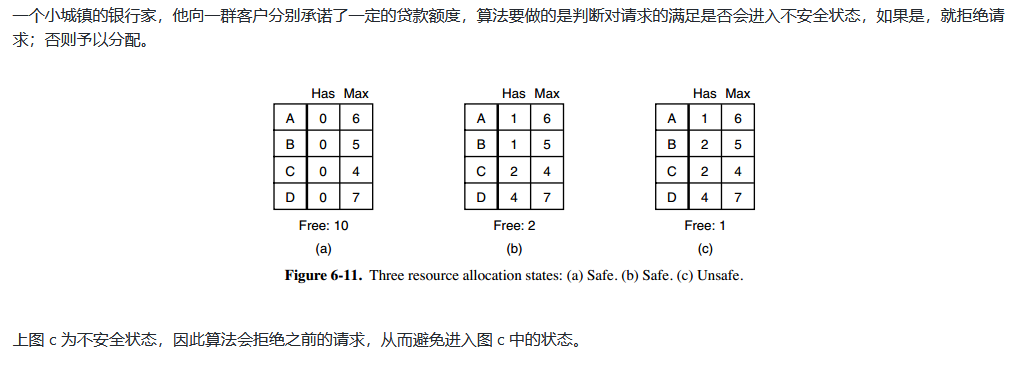 一个小城镇的银行家，他向一群客户分别承诺了一定的贷款额度，算法要做的是判断对请求的满足是否会进入不安全状态，如果是，就拒绝请
求；否则予以分配。
Has Max Has Max Has Max
A 0 6 A 1 6 A 1 6
B 0 5 B 1 5 B 2 5
C 0 4 C 2 4 C 2 4
D 0 7 D 4 7 D 4 7
Free: 10 Free: 2 Free: 1
(a) (b) (c)
Figure 6-11. Three resource allocation states: (a) Safe. (b) Safe. (c) Unsafe.
上图 c 为不安全状态，因此算法会拒绝之前的请求，从而避免进入图 c 中的状态。